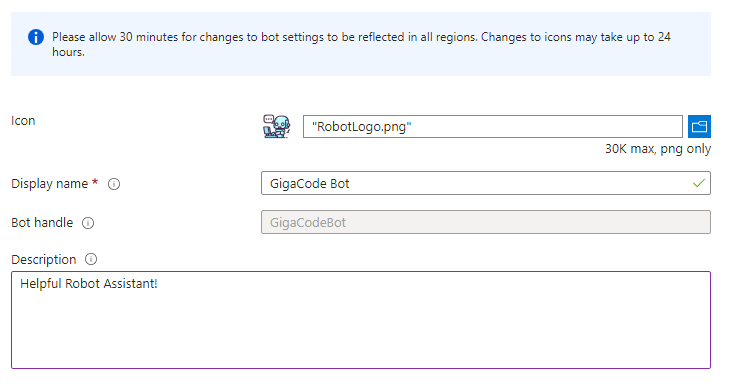 Please allow 30 minutes for changes to bot settings to be reflected in all regions. Changes to icons may take up to 24
hours.
Icon
"RobotLogo.png"
30K max, png only
Display name *
GigaCode Bot
Bot handle
GigaCodeBot
Description
Helpful Robot Assistant!